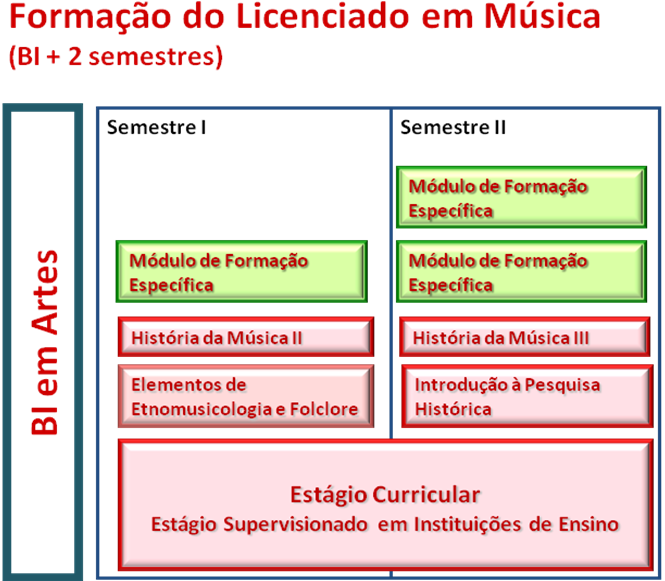 Formação do Licenciado em Música
(BI + 2 semestres)
BI em Artes
Semestre I
Módulo de Formação
Específica
História da Música II
Elementos de
Etnomusicologia e Folclore
Semestre II
Módulo de Formação
Específica
Módulo de Formação
Específica
História da Música III
Introdução à Pesquisa
Histórica
Estágio Curricular
Estágio Supervisionado em Instituições de Ensino